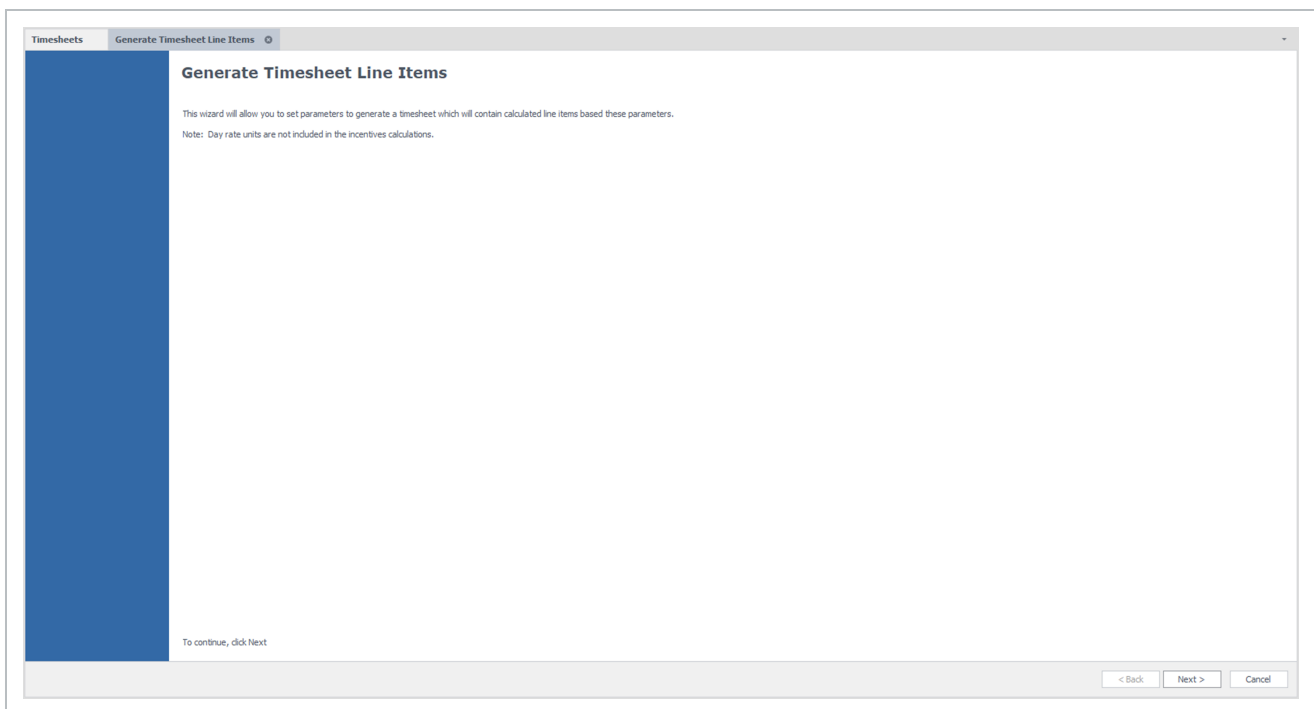 Timesheets
Generate Timesheet Line Items
Generate Timesheet Line Items
This wizard will allow you to set parameters to generate a timesheet which will contain calculated line items based these parameters.
Note: Day rate units are not included in the incentives calculations.
To continue, click Next
< Back
Next >
Cancel